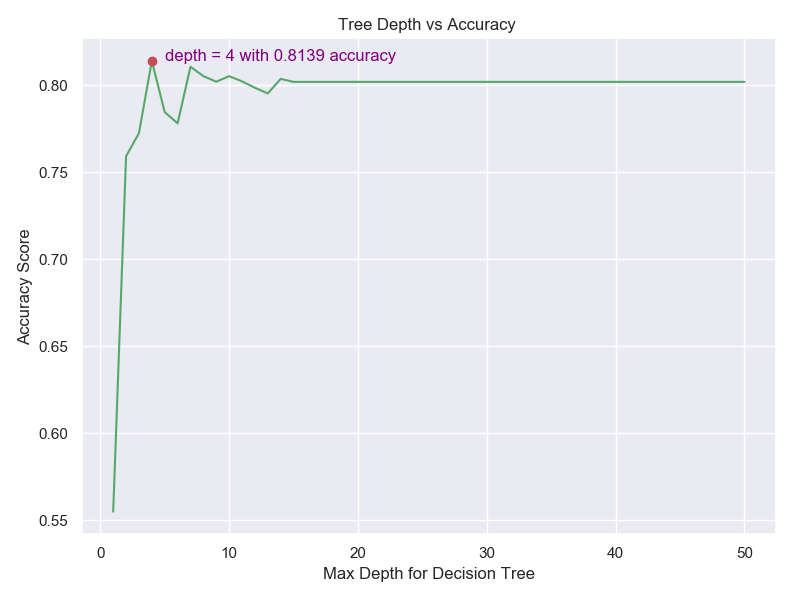 Tree Depth vs Accuracy
depth = 4 with 0.8139 accuracy
0.80
0.75
0.70
0.65
0.60
0.55
Accuracy Score
0 10 20 30 40 50
Max Depth for Decision Tree